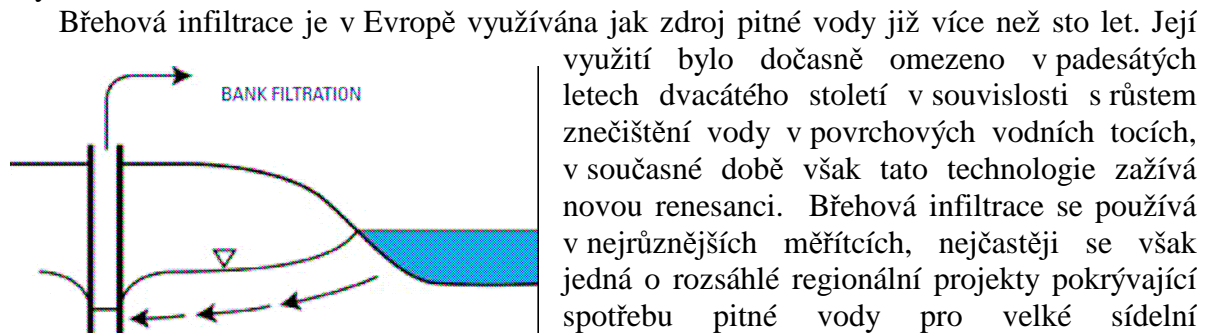 Břehová infiltrace je v Evropě využívána jak zdroj pitné vody již více než sto let. Její
využití bylo dočasně omezeno v padesátých
letech dvacátého století v souvislosti s růstem
znečištění vody v povrchových vodních tocích,
v současné době však tato technologie zažívá
novou renesanci. Břehová infiltrace se používá
v nejrůznějších měřítcích, nejčastěji se však
jedná o rozsáhlé regionální projekty pokrývající
spotřebu pitné vody pro velké sídelní
BANK FILTRATION